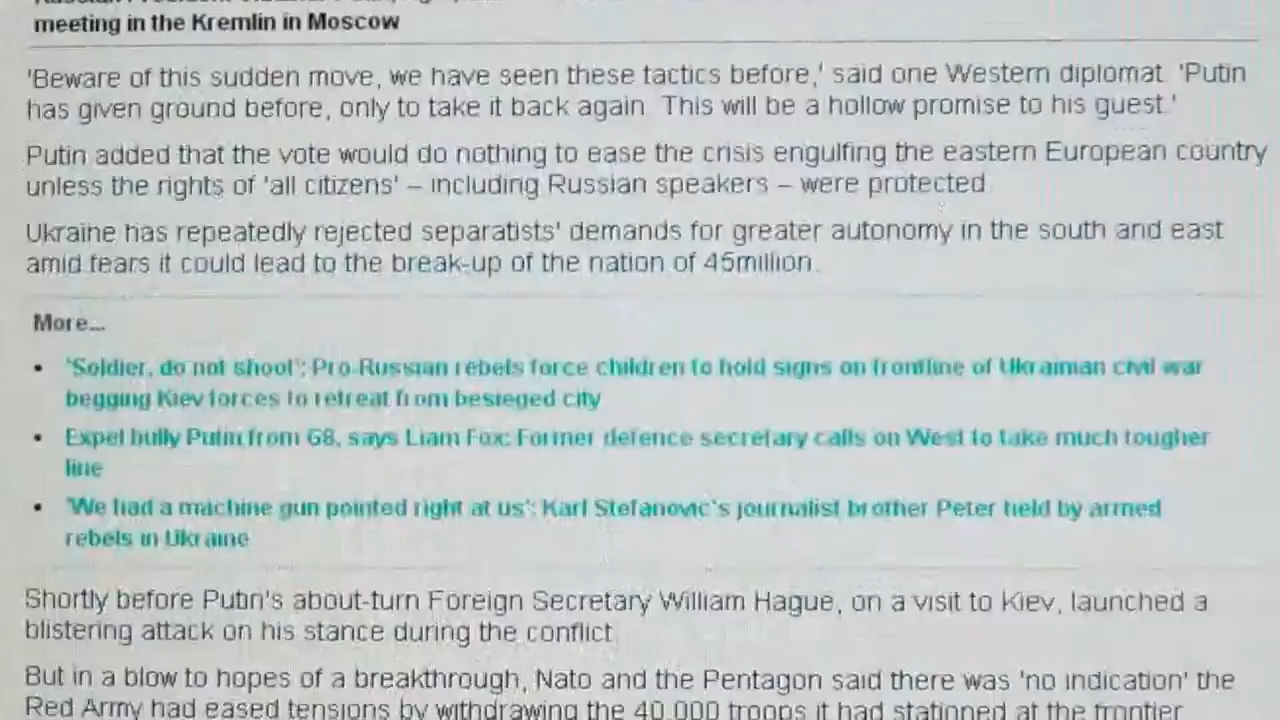 meeting in the Kremlin in Moscow
'Beware of this sudden move, we have seen these tactics before,' said one Western diplomat. 'Putin
has given ground before, only to take it back again. This will be a hollow promise to his guest.'
Putin added that the vote would do nothing to ease the crisis engulfing the eastern European country
unless the rights of 'all citizens' – including Russian speakers – were protected.
Ukraine has repeatedly rejected separatists' demands for greater autonomy in the south and east
amid fears it could lead to the break-up of the nation of 45million.
More...
• 'Soldier, do not shoot': Pro-Russian rebels force children to hold signs on frontline of Ukrainian civil war
begging Kiev forces to retreat from besieged city
• Expel bully Putin from G8, says Liam Fox: Former defence secretary calls on West to take much tougher
line
• 'We had a machine gun pointed right at us': Karl Stefanovic's journalist brother Peter held by armed
rebels in Ukraine
Shortly before Putin's about-turn Foreign Secretary William Hague, on a visit to Kiev, launched a
blistering attack on his stance during the conflict.
But in a blow to hopes of a breakthrough, Nato and the Pentagon said there was 'no indication' the
Red Army had eased tensions by withdrawing the 40,000 troops it had stationed at the frontier